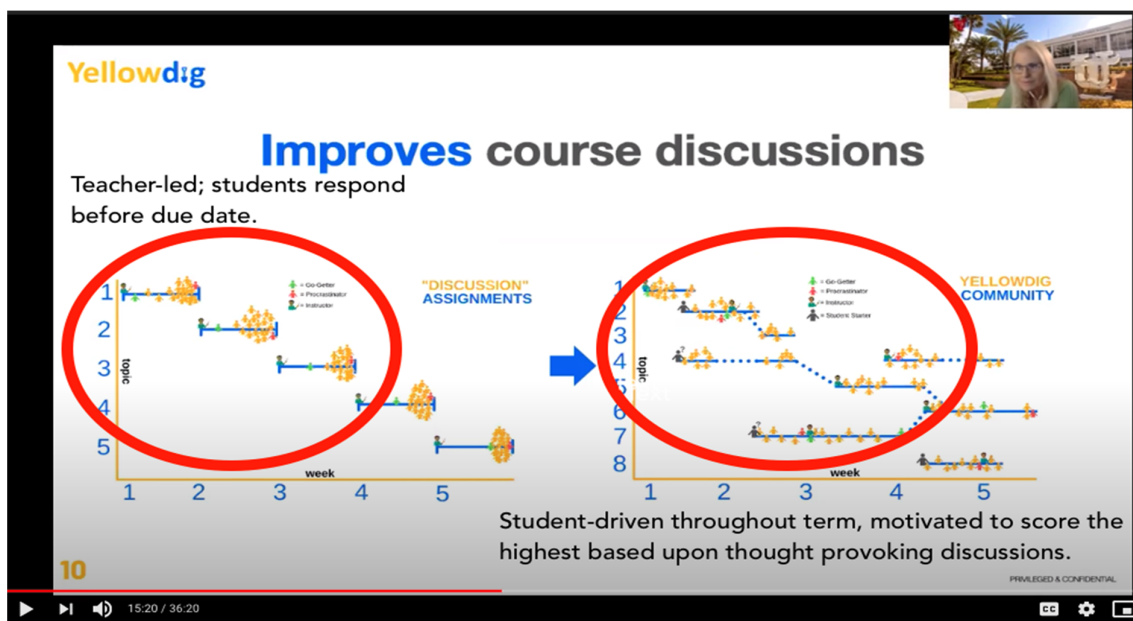 Yellowdig
Improves course discussions
Teacher-led; students respond
before due date.
1
2
3
4
5
topic
= Go-Getter
= Procrastinator
= Instructor
"DISCUSSION"
ASSIGNMENTS
week
1 2 3 4 5
1
2
3
4
5
6
7
8
topic
= Go-Getter
= Procrastinator
= Instructor
= Student Starter
YELLOWDIG
COMMUNITY
week
1 2 3 4 5
Student-driven throughout term, motivated to score the
highest based upon thought provoking discussions.
10
PRIVILEGED & CONFIDENTIAL
15:20 / 36:20
CC